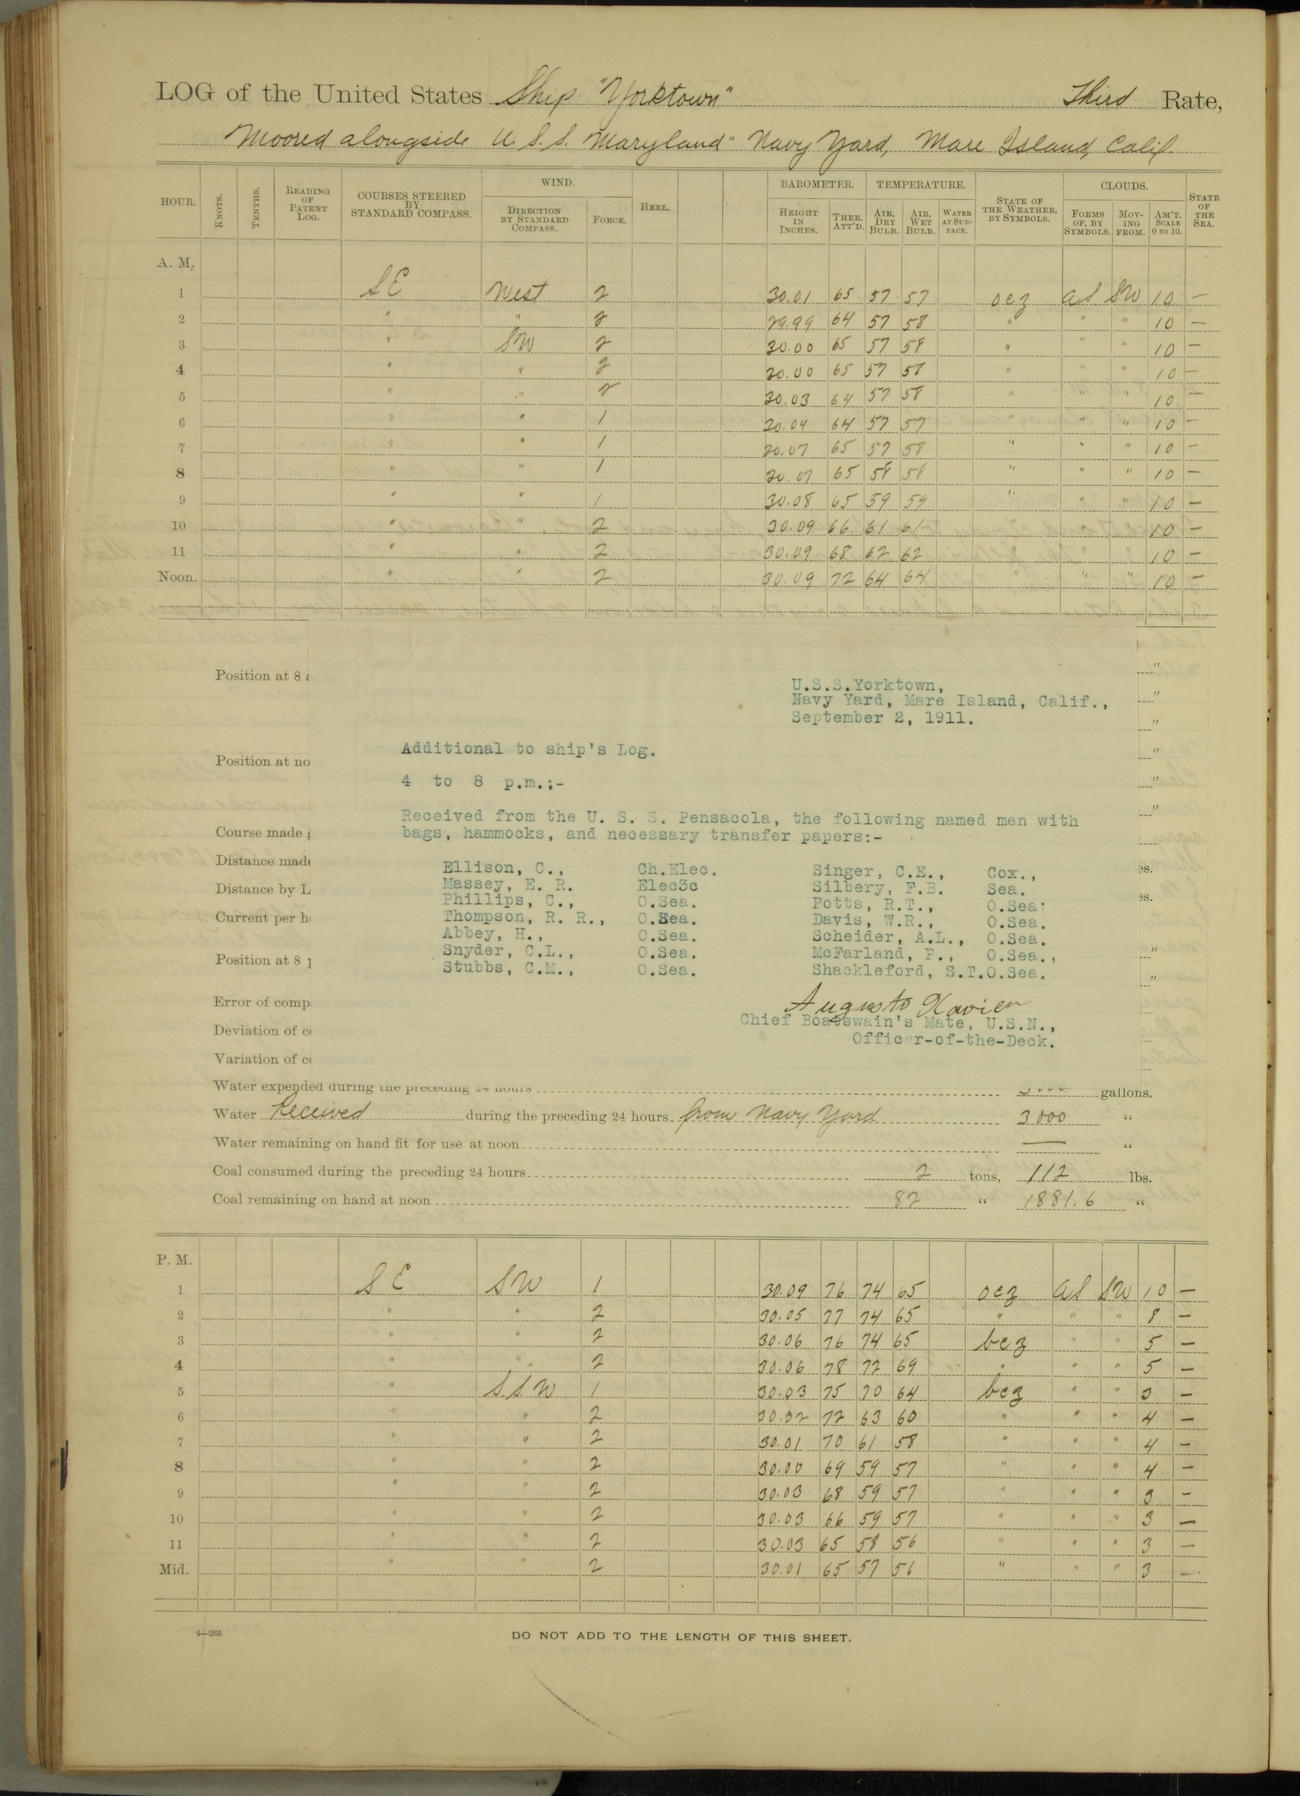 LOG of the United States Ship "Yorktown" Third Rate,
Moored alongside U.S.S. "Maryland" Navy Yard, Mare Island, Calif.
HOUR. KNOTS. TENTHS. READING OF PATENT LOG. COURSES STEERED BY STANDARD COMPASS. WIND. DIRECTION BY STANDARD COMPASS. FORCE. HEEL. BAROMETER. HEIGHT IN INCHES. THER. ATT'D. TEMPERATURE. AIR, DRY BULB. AIR, WET BULB. WATER AT SURFACE. STATE OF THE WEATHER, BY SYMBOLS. CLOUDS. FORMS OF, BY SYMBOLS. MOVING FROM. AM'T. SCALE 0 TO 10. STATE OF THE SEA.
A. M.
1 SE West 2 30.01 65 57 57 ocz aS SW 10 —
2 " " 2 29.99 64 57 58 " " " 10 —
3 " SW 2 30.00 65 57 58 " " " 10 —
4 " " 2 30.00 65 57 58 " " " 10 —
5 " " 2 30.03 64 57 58 " " " 10 —
6 " " 1 30.04 64 57 57 " " " 10 —
7 " " 1 30.07 65 57 58 " " " 10 —
8 " " 1 30.07 65 58 58 " " " 10 —
9 " " 1 30.08 65 59 59 " " " 10 —
10 " " 2 30.09 66 61 61 " " " 10 —
11 " " 2 30.09 68 62 62 " " " 10 —
Noon. " " 2 30.09 72 64 64 " " " 10 —
Position at 8 a
Position at no
Course made
Distance made
Distance by L
Current per h
Position at 8
Error of comp
Deviation of c
Variation of c
U.S.S.Yorktown,
Navy Yard, Mare Island, Calif.,
September 2, 1911.
Additional to ship's Log.
4 to 8 p.m.:-
Received from the U. S. S. Pensacola, the following named men with
bags, hammocks, and necessary transfer papers:-
Ellison, C., Ch.Elec. Singer, C.E., Cox.,
Massey, E. R. Elec3c Silbery, F.B. Sea.
Phillips, C., O.Sea. Potts, R.T., O.Sea.
Thompson, R. R., O.Sea. Davis, W.R., O.Sea.
Abbey, H., O.Sea. Scheider, A.L., O.Sea.
Snyder, C.L., O.Sea. McFarland, P., O.Sea.,
Stubbs, C.M., O.Sea. Shackleford, S.T.O.Sea.
Augusto Xavier
Chief Boatswain's Mate, U.S.N.,
Officer-of-the-Deck.
Water expended during the preceding 24 hours gallons.
Water Received during the preceding 24 hours from Navy Yard 3000 "
Water remaining on hand fit for use at noon — "
Coal consumed during the preceding 24 hours 2 tons, 112 lbs.
Coal remaining on hand at noon 82 " 1881.6 "
P. M.
1 SE SW 1 30.09 76 74 65 ocz aS SW 10 —
2 " " 2 30.05 77 74 65 " " " 8 —
3 " " 2 30.06 76 74 65 bcz " " 5 —
4 " " 2 30.06 78 72 69 " " " 5 —
5 " SSW 1 30.03 75 70 64 bcz " " 3 —
6 " " 2 30.02 72 63 60 " " " 4 —
7 " " 2 30.01 70 61 58 " " " 4 —
8 " " 2 30.00 69 59 57 " " " 4 —
9 " " 2 30.03 68 59 57 " " " 3 —
10 " " 2 30.03 66 59 57 " " " 3 —
11 " " 2 30.03 65 58 56 " " " 3 —
Mid. " " 2 30.01 65 57 56 " " " 3 —
4—265
DO NOT ADD TO THE LENGTH OF THIS SHEET.